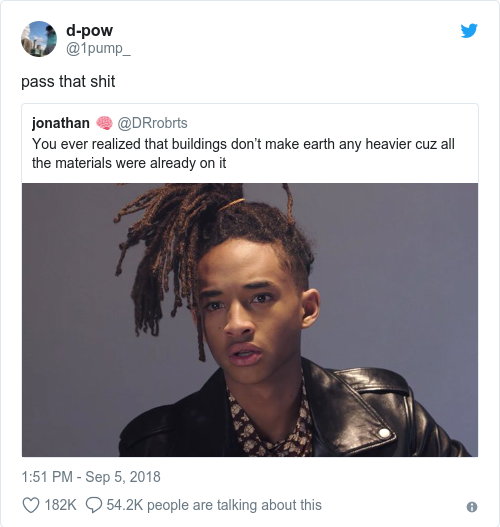 d-pow
@1pump_
pass that shit
jonathan 🧠 @DRrobrts
You ever realized that buildings don’t make earth any heavier cuz all
the materials were already on it
1:51 PM - Sep 5, 2018
182K 54.2K people are talking about this